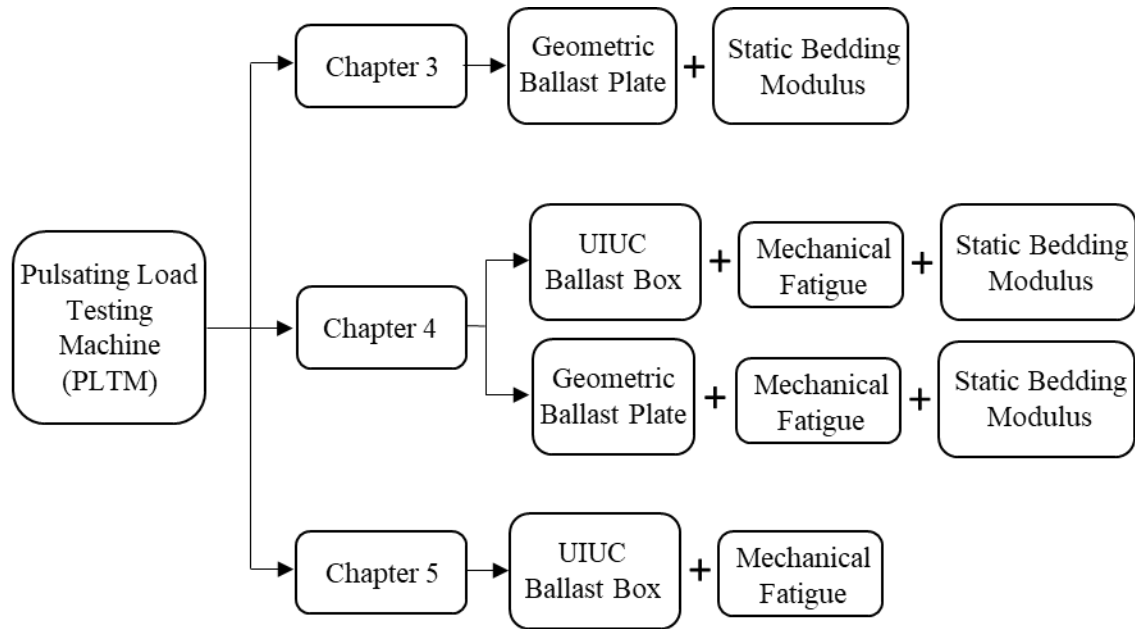 Pulsating Load
Testing
Machine
(PLTM)
Chapter 3
Geometric
Ballast Plate
+
Static Bedding
Modulus
Chapter 4
UIUC
Ballast Box
+
Mechanical
Fatigue
+
Static Bedding
Modulus
Geometric
Ballast Plate
+
Mechanical
Fatigue
+
Static Bedding
Modulus
Chapter 5
UIUC
Ballast Box
+
Mechanical
Fatigue